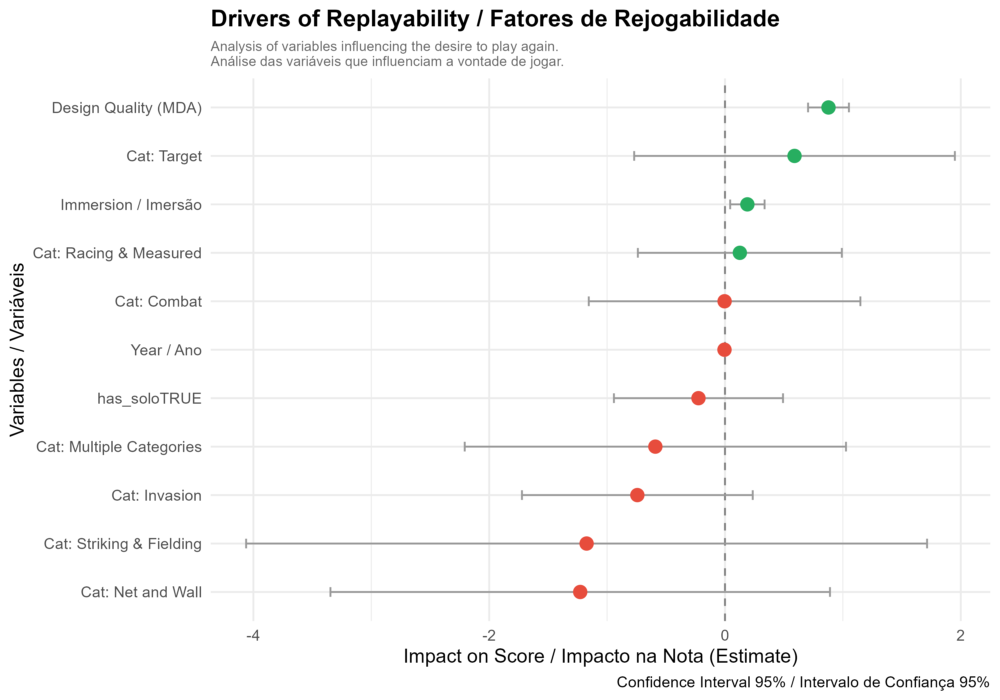 Drivers of Replayability / Fatores de Rejogabilidade
Analysis of variables influencing the desire to play again.
Análise das variáveis que influenciam a vontade de jogar.
Variables / Variáveis
Design Quality (MDA)
Cat: Target
Immersion / Imersão
Cat: Racing & Measured
Cat: Combat
Year / Ano
has_soloTRUE
Cat: Multiple Categories
Cat: Invasion
Cat: Striking & Fielding
Cat: Net and Wall
-4 -2 0 2
Impact on Score / Impacto na Nota (Estimate)
Confidence Interval 95% / Intervalo de Confiança 95%